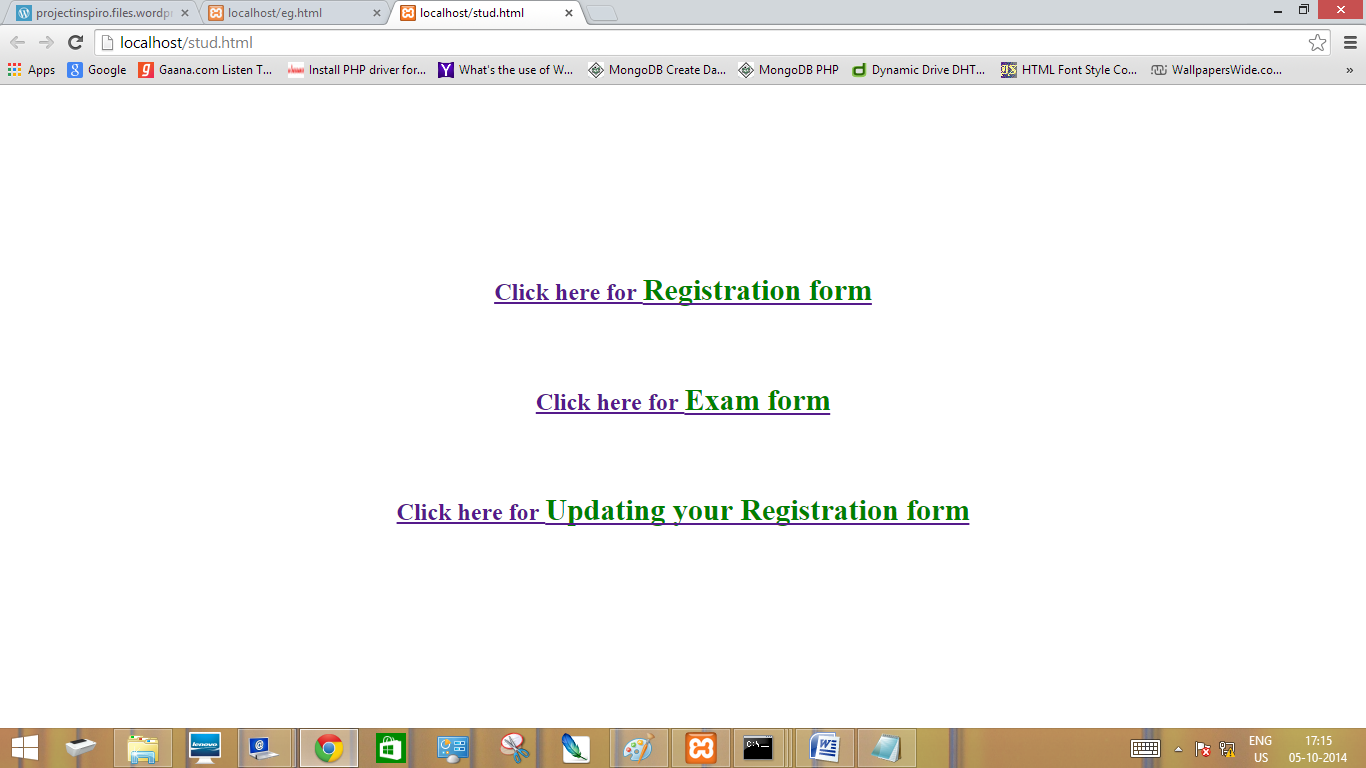 projectinspiro.files.wordpr
localhost/eg.html
localhost/stud.html
localhost/stud.html
Apps
Google
Gaana.com Listen T...
Install PHP driver for...
What's the use of W...
MongoDB Create Da...
MongoDB PHP
Dynamic Drive DHT...
HTML Font Style Co...
WallpapersWide.co...
»
Click here for Registration form
Click here for Exam form
Click here for Updating your Registration form
lenovo
C:\_
ENG
US
17:15
05-10-2014